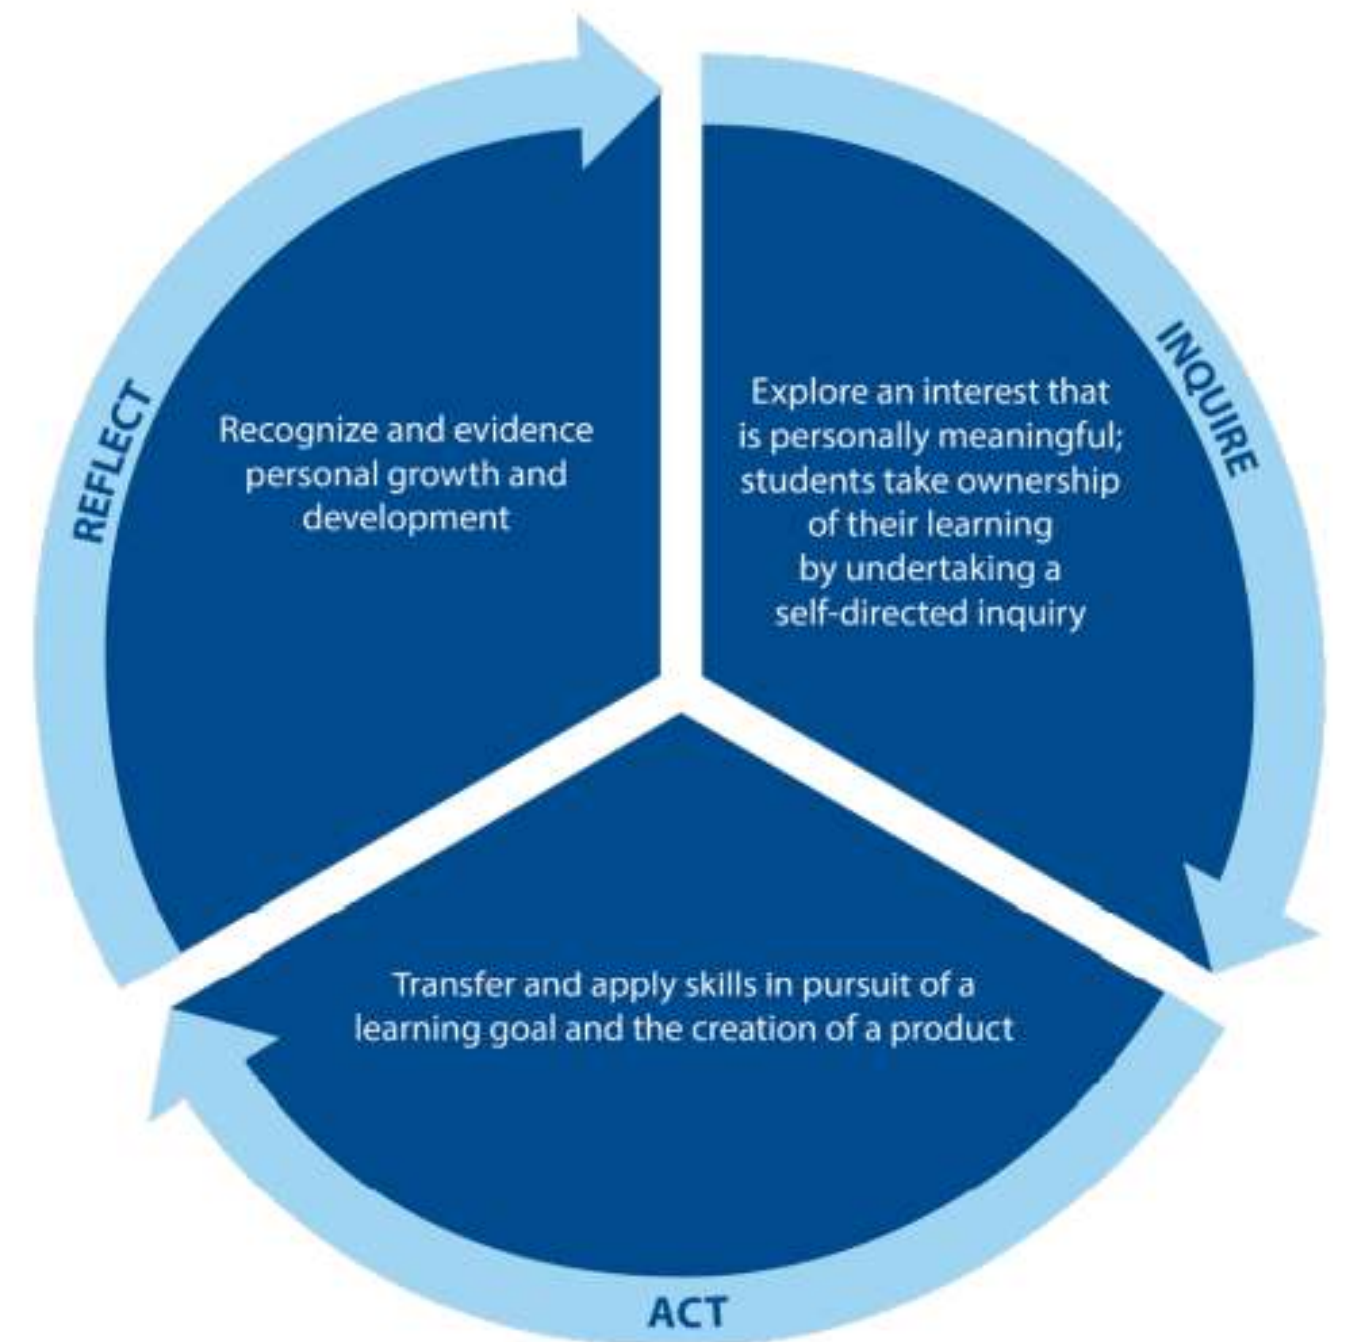 REFLECT
Recognize and evidence
personal growth and
development
INQUIRE
Explore an interest that
is personally meaningful;
students take ownership
of their learning
by undertaking a
self-directed inquiry
Transfer and apply skills in pursuit of a
learning goal and the creation of a product
ACT